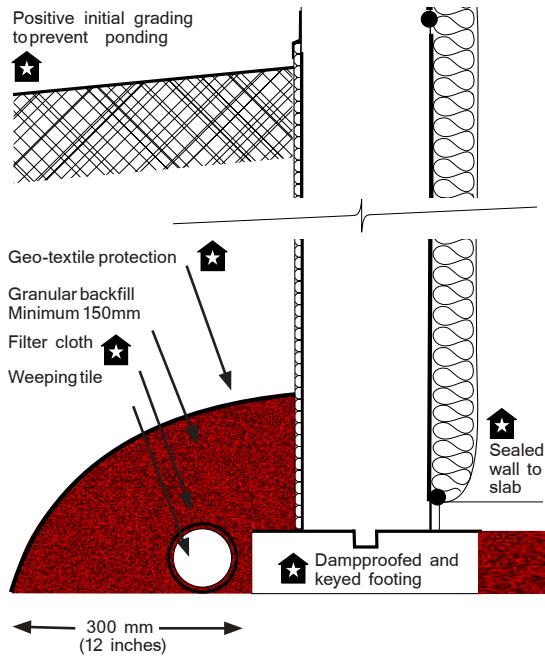 Positive initial grading
to prevent ponding
Geo-textile protection
Granular backfill
Minimum 150mm
Filter cloth
Weeping tile
Sealed
wall to
slab
Dampproofed and
keyed footing
300 mm
(12 inches)